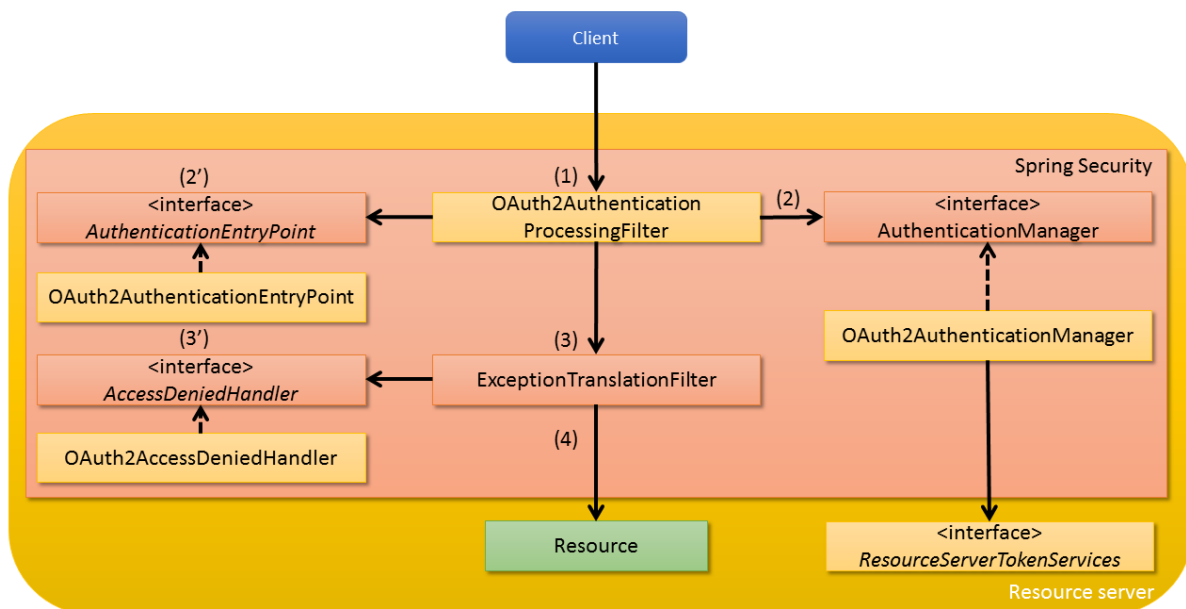 Client
Spring Security
(2’)
<interface>
AuthenticationEntryPoint
(1)
OAuth2Authentication
ProcessingFilter
(2)
<interface>
AuthenticationManager
OAuth2AuthenticationEntryPoint
OAuth2AuthenticationManager
(3’)
<interface>
AccessDeniedHandler
(3)
ExceptionTranslationFilter
OAuth2AccessDeniedHandler
(4)
Resource
<interface>
ResourceServerTokenServices
Resource server